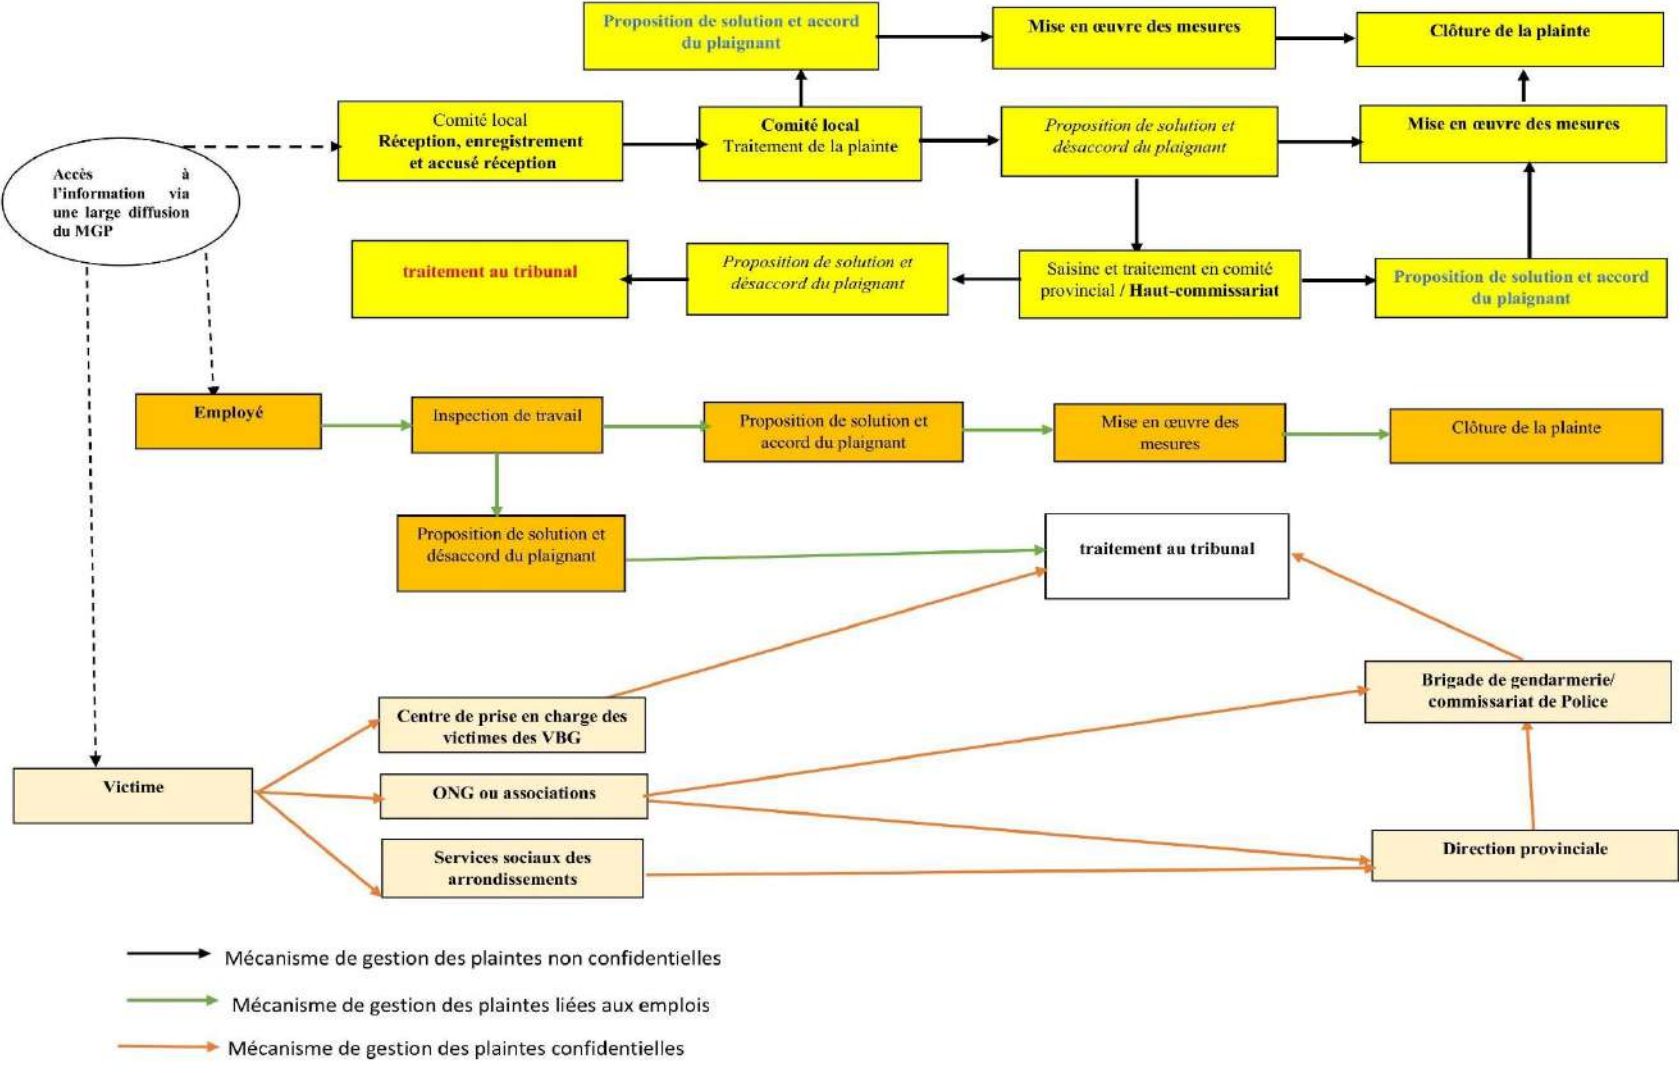 Proposition de solution et accord
du plaignant
Mise en œuvre des mesures
Clôture de la plainte
Comité local
Réception, enregistrement
et accusé réception
Comité local
Traitement de la plainte
Proposition de solution et
désaccord du plaignant
Mise en œuvre des mesures
Accès à
l'information via
une large diffusion
du MGP
traitement au tribunal
Proposition de solution et
désaccord du plaignant
Saisine et traitement en comité
provincial / Haut-commissariat
Proposition de solution et accord
du plaignant
Employé
Inspection de travail
Proposition de solution et
accord du plaignant
Mise en œuvre des
mesures
Clôture de la plainte
Proposition de solution et
désaccord du plaignant
traitement au tribunal
Brigade de gendarmerie/
commissariat de Police
Centre de prise en charge des
victimes des VBG
Victime
ONG ou associations
Services sociaux des
arrondissements
Direction provinciale
Mécanisme de gestion des plaintes non confidentielles
Mécanisme de gestion des plaintes liées aux emplois
Mécanisme de gestion des plaintes confidentielles